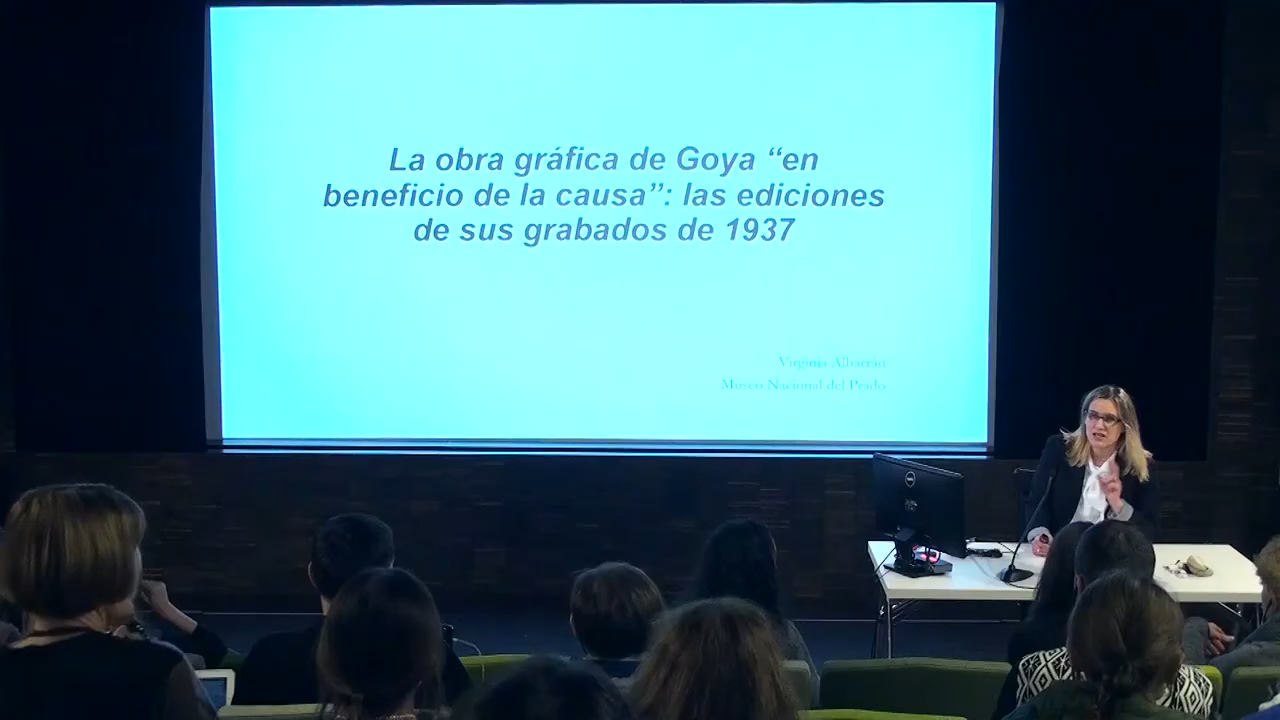 La obra gráfica de Goya “en
beneficio de la causa”: las ediciones
de sus grabados de 1937
Virginia Albarrán
Museo Nacional del Prado